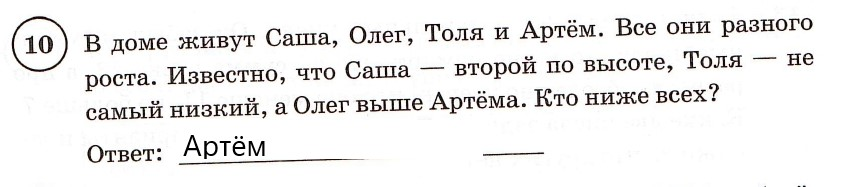 10 В доме живут Саша, Олег, Толя и Артём. Все они разного
роста. Известно, что Саша — второй по высоте, Толя — не
самый низкий, а Олег выше Артёма. Кто ниже всех?
Ответ: Артём